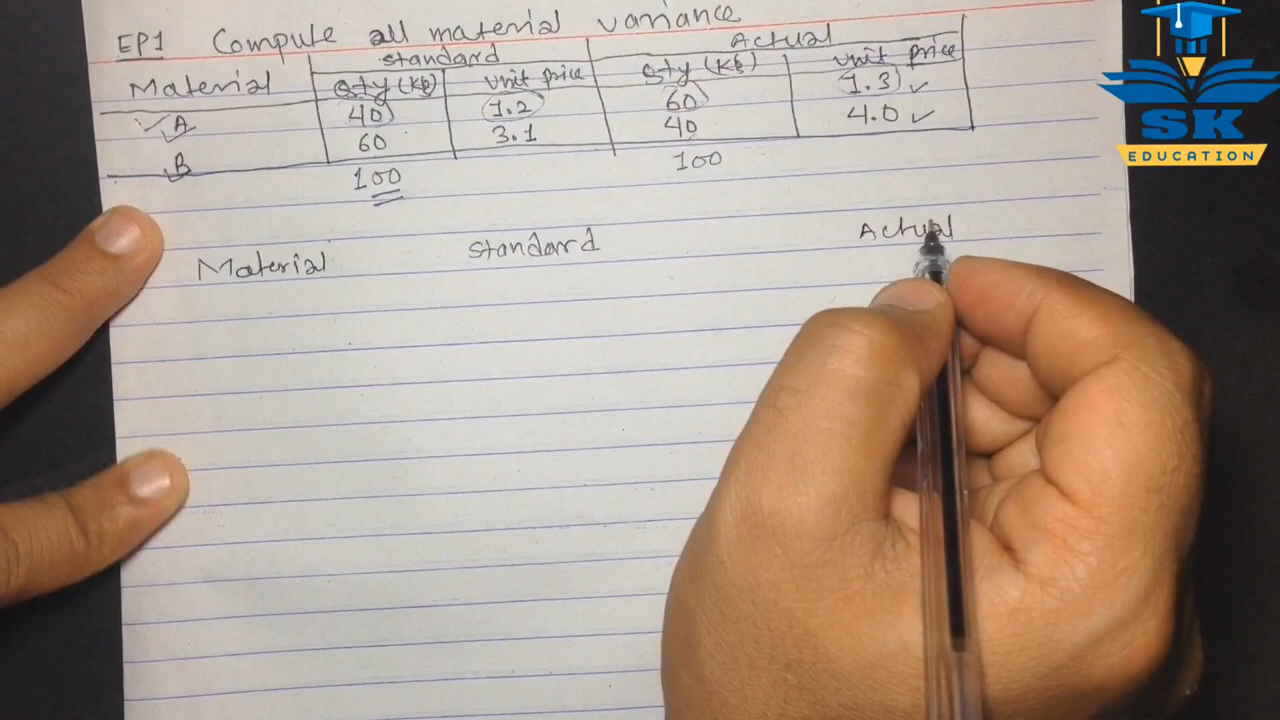 EP1 Compute all material variance
standard Actual
Material Qty (Kg) unit price Qty (Kg) unit price
A 40 1.2 60 1.3
B 60 3.1 40 4.0
100 100
Material standard Actual
SK
EDUCATION